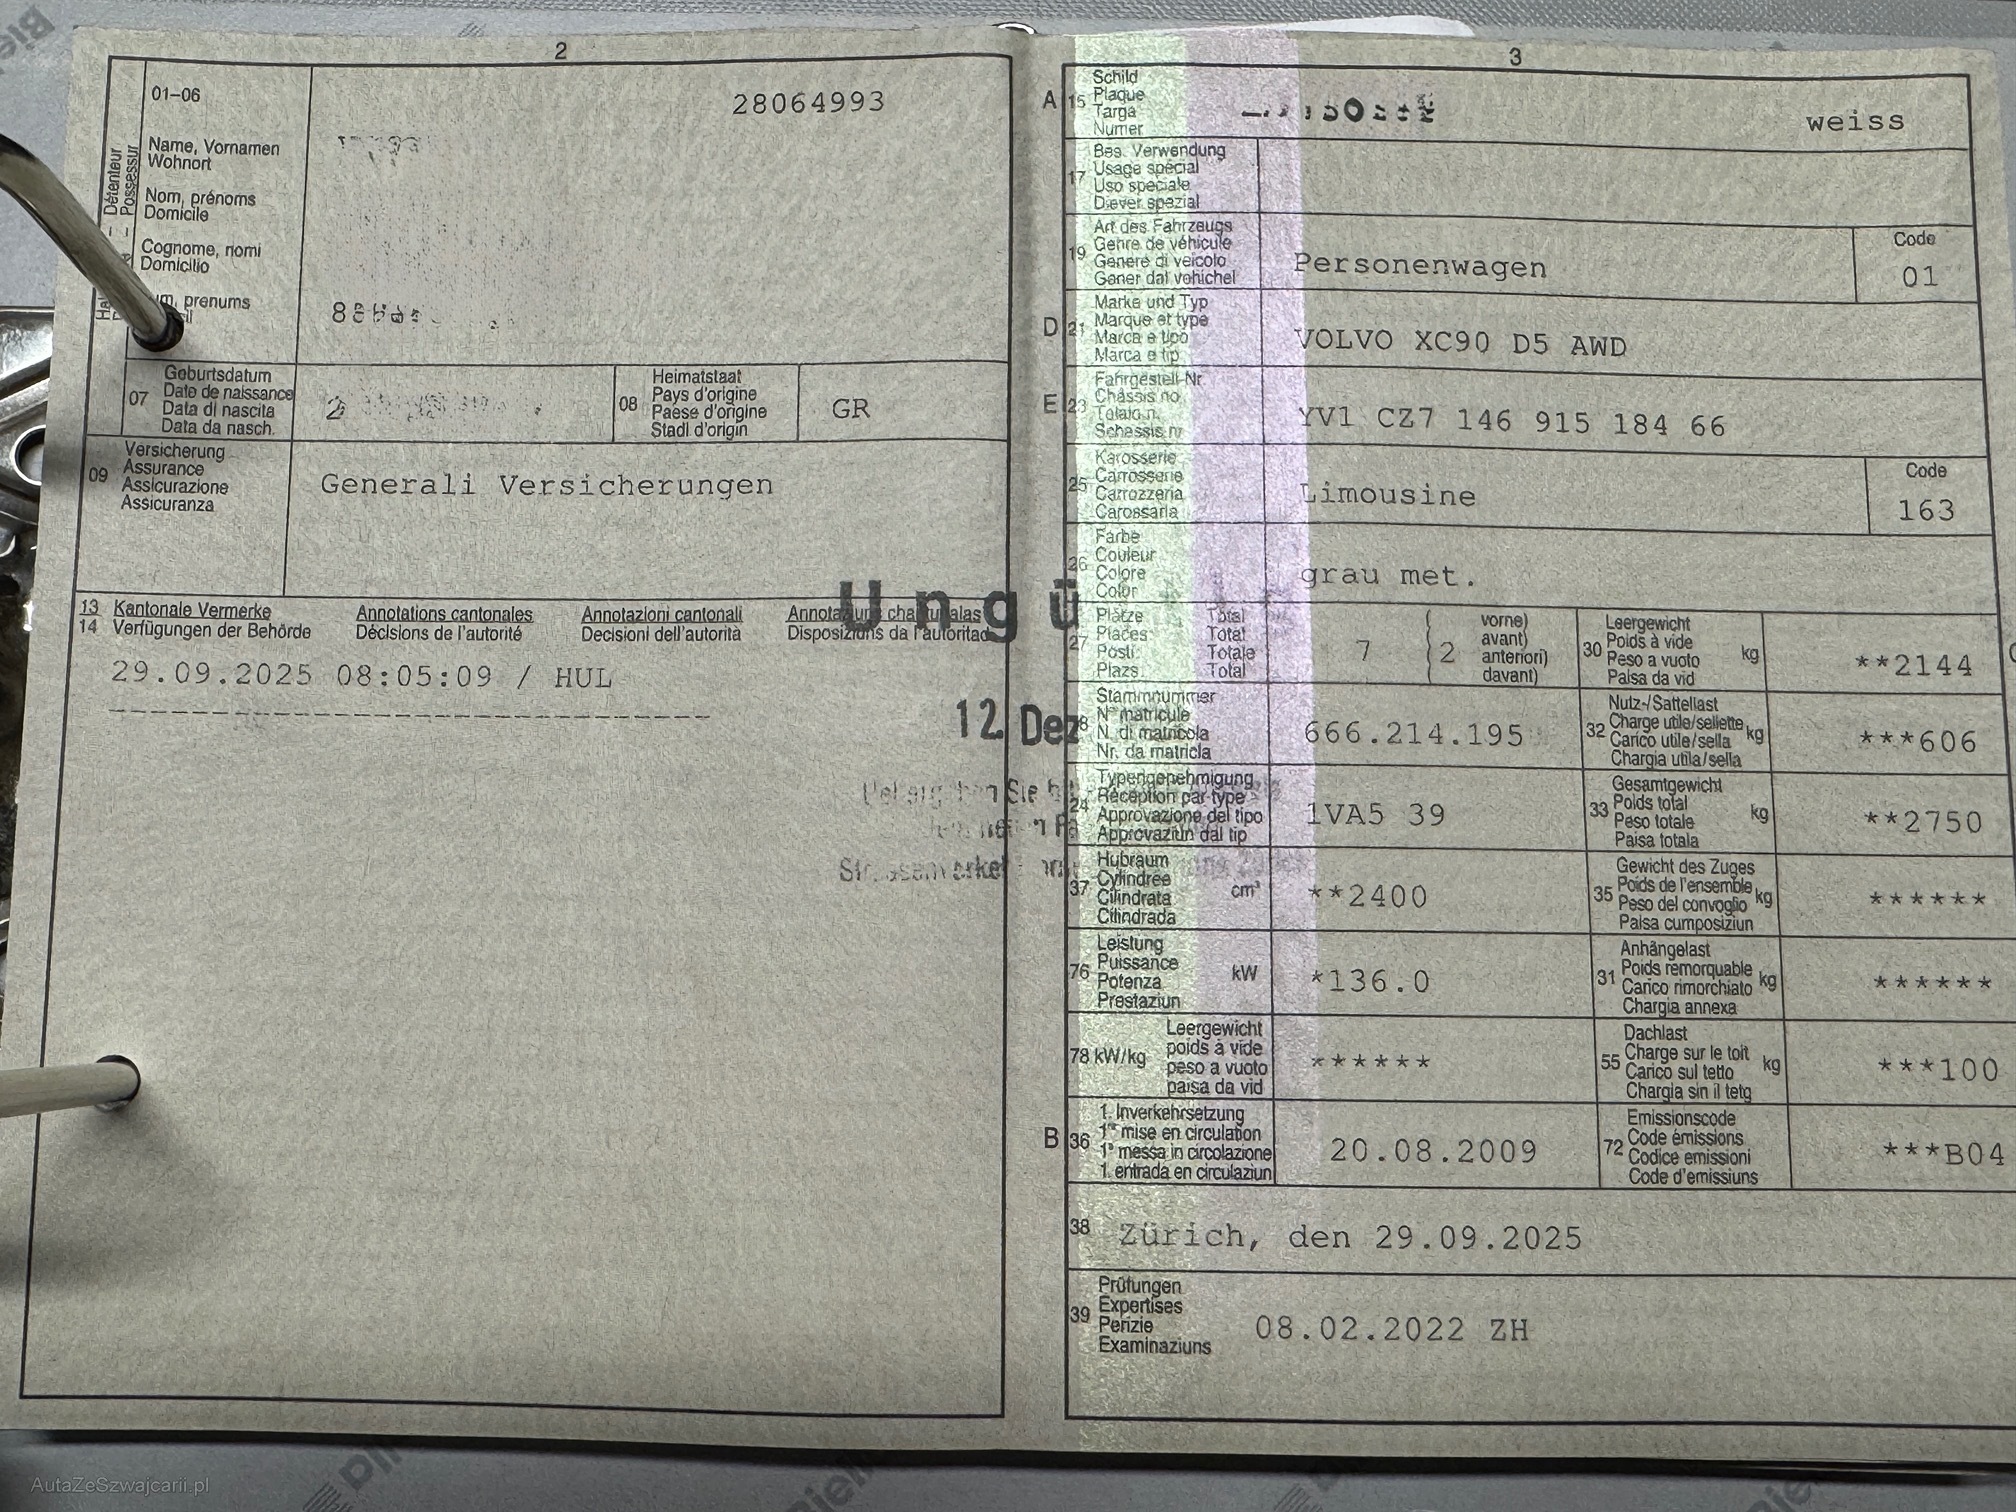 2
01–06
28064993
Détenteur
Possessur
Name, Vornamen
Wohnort
Nom, prénoms
Domicile
Cognome, nomi
Domicilio
prenums
07
Geburtsdatum
Date de naissance
Data di nascita
Data da nasch.
08
Heimatstaat
Pays d'origine
Paese d'origine
Stadi d'origin
GR
09
Versicherung
Assurance
Assicurazione
Assicuranza
Generali Versicherungen
13 Kantonale Vermerke Annotations cantonales Annotazioni cantonali Annotaziuns chantunalas
14 Verfügungen der Behörde Décisions de l'autorité Decisioni dell'autorità Disposiziuns da l'autoritad
29.09.2025 08:05:09 / HUL
Ungü
12. Dez
3
A 15
Schild
Plaque
Targa
Numer
weiss
17
Bes. Verwendung
Usage spécial
Uso speciale
Diever spezial
19
Art des Fahrzeugs
Genre de véhicule
Genere di veicolo
Gener dal vehichel
Personenwagen
Code
01
D 21
Marke und Typ
Marque et type
Marca e tipo
Marca e tip
VOLVO XC90 D5 AWD
E 23
Fahrgestell-Nr.
Châssis no
Telaio n.
Schassis nr
YV1 CZ7 146 915 184 66
25
Karosserie
Carrosserie
Carrozzeria
Carossaria
Limousine
Code
163
26
Farbe
Couleur
Colore
Color
grau met.
27
Plätze Total
Places Total
Posti Totale
Plazs Total
7
2
vorne)
avant)
anteriori)
davant)
30
Leergewicht
Poids à vide
Peso a vuoto
Paisa da vid
kg
**2144
Stammnummer
N° matricule
N. di matricola
Nr. da matricla
666.214.195
32
Nutz-/Sattellast
Charge utile/sellette
Carico utile/sella
Chargia utila/sella
kg
***606
24
Typengenehmigung
Réception par type
Approvazione del tipo
Approvaziun dal tip
1VA5 39
33
Gesamtgewicht
Poids total
Peso totale
Paisa totala
kg
**2750
37
Hubraum
Cylindrée
Cilindrata
Cilindrada
cm³
**2400
35
Gewicht des Zuges
Poids de l'ensemble
Peso del convoglio
Paisa cumposiziun
kg
******
76
Leistung
Puissance
Potenza
Prestaziun
kW
*136.0
31
Anhängelast
Poids remorquable
Carico rimorchiato
Chargia annexa
kg
******
78 kW/kg
Leergewicht
poids à vide
peso a vuoto
paisa da vid
******
55
Dachlast
Charge sur le toit
Carico sul tetto
Chargia sin il tetg
kg
***100
B 36
1. Inverkehrsetzung
1re mise en circulation
1a messa in circolazione
1. entrada en circulaziun
20.08.2009
72
Emissionscode
Code émissions
Codice emissioni
Code d'emissiuns
***B04
38
Zürich, den 29.09.2025
39
Prüfungen
Expertises
Perizie
Examinaziuns
08.02.2022 ZH
AutaZeSzwajcarii.pl